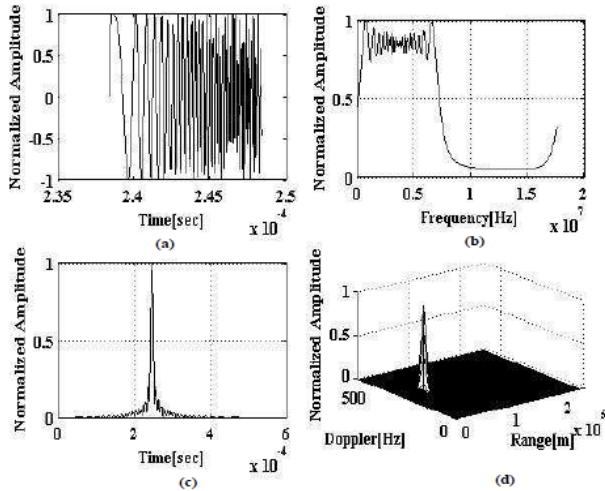 Normalized Amplitude
1
0.5
0
-0.5
-1
2.35 2.4 2.45 2.5
Time[sec]
x 10⁻⁴
(a)
Normalized Amplitude
1
0.5
0
0 0.5 1 1.5 2
Frequency[Hz]
x 10⁷
(b)
Normalized Amplitude
1
0.5
0
0 2 4 6
Time[sec]
x 10⁻⁴
(c)
Normalized Amplitude
1
0.5
0
500
0
Doppler[Hz]
0 1 2
Range[m]
(d)